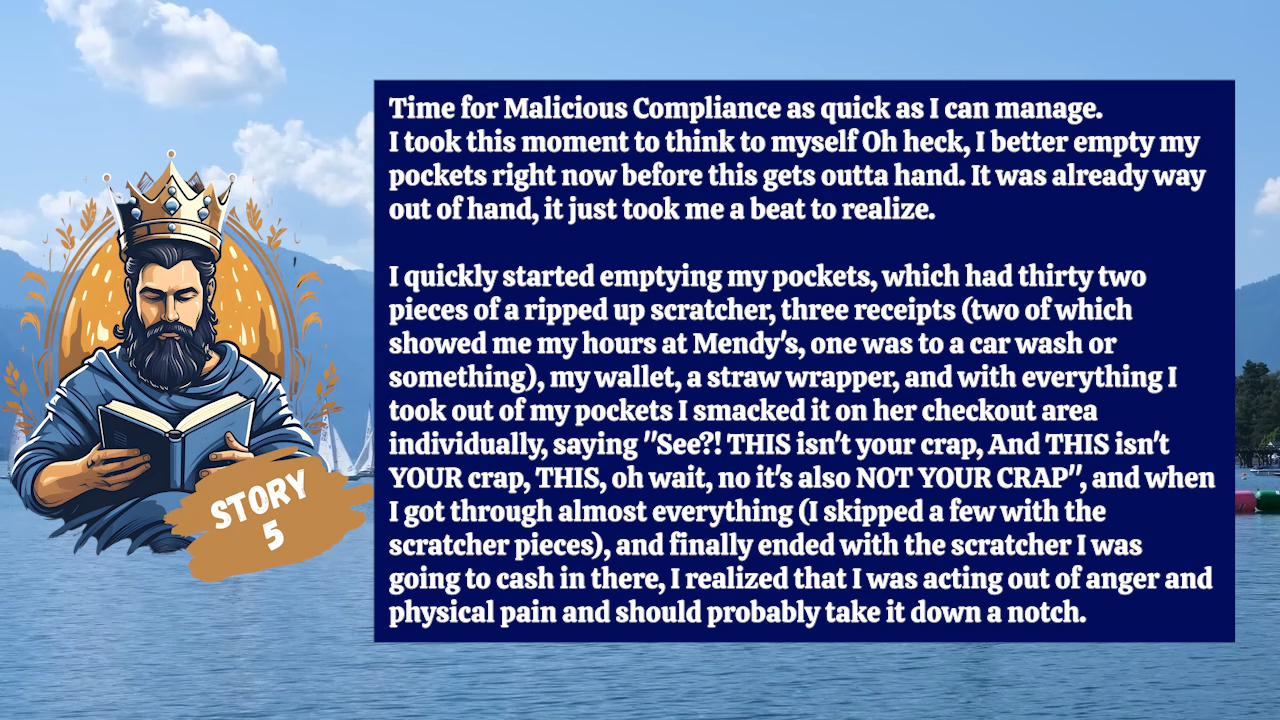 Time for Malicious Compliance as quick as I can manage.
I took this moment to think to myself Oh heck, I better empty my
pockets right now before this gets outta hand. It was already way
out of hand, it just took me a beat to realize.
I quickly started emptying my pockets, which had thirty two
pieces of a ripped up scratcher, three receipts (two of which
showed me my hours at Mendy's, one was to a car wash or
something), my wallet, a straw wrapper, and with everything I
took out of my pockets I smacked it on her checkout area
individually, saying "See?! THIS isn't your crap, And THIS isn't
YOUR crap, THIS, oh wait, no it's also NOT YOUR CRAP", and when
I got through almost everything (I skipped a few with the
scratcher pieces), and finally ended with the scratcher I was
going to cash in there, I realized that I was acting out of anger and
physical pain and should probably take it down a notch.
STORY
5